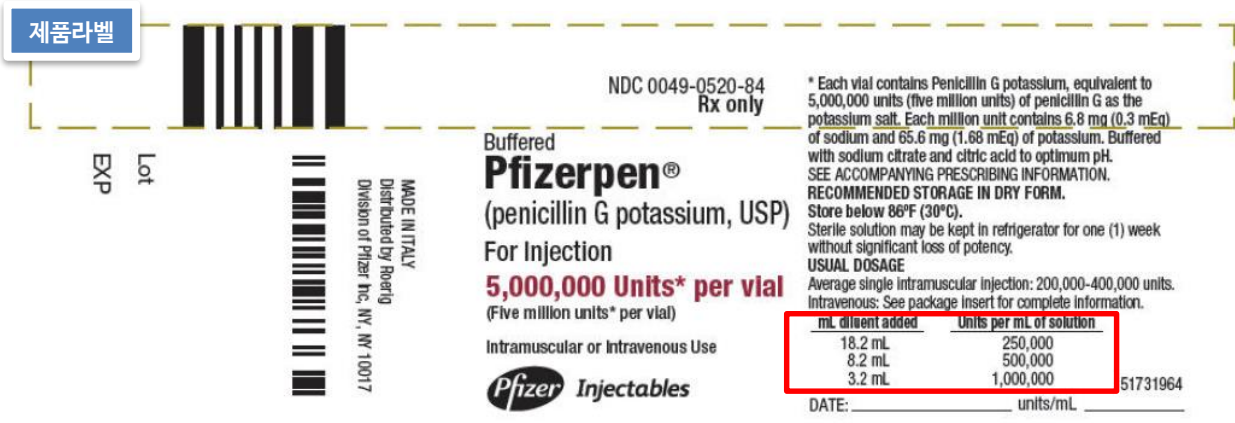 제품라벨
NDC 0049-0520-84
Rx only
Buffered
Pfizerpen®
(penicillin G potassium, USP)
For Injection
5,000,000 Units* per vial
(Five million units* per vial)
Intramuscular or Intravenous Use
Pfizer Injectables
Lot
EXP
MADE IN ITALY
Distributed by Roerig
Division of Pfizer Inc, NY, NY 10017
* Each vial contains Penicillin G potassium, equivalent to
5,000,000 units (five million units) of penicillin G as the
potassium salt. Each million unit contains 6.8 mg (0.3 mEq)
of sodium and 65.6 mg (1.68 mEq) of potassium. Buffered
with sodium citrate and citric acid to optimum pH.
SEE ACCOMPANYING PRESCRIBING INFORMATION.
RECOMMENDED STORAGE IN DRY FORM.
Store below 86ºF (30ºC).
Sterile solution may be kept in refrigerator for one (1) week
without significant loss of potency.
USUAL DOSAGE
Average single intramuscular injection: 200,000-400,000 units.
Intravenous: See package insert for complete information.
mL diluent added Units per mL of solution
18.2 mL 250,000
8.2 mL 500,000
3.2 mL 1,000,000
51731964
DATE: units/mL